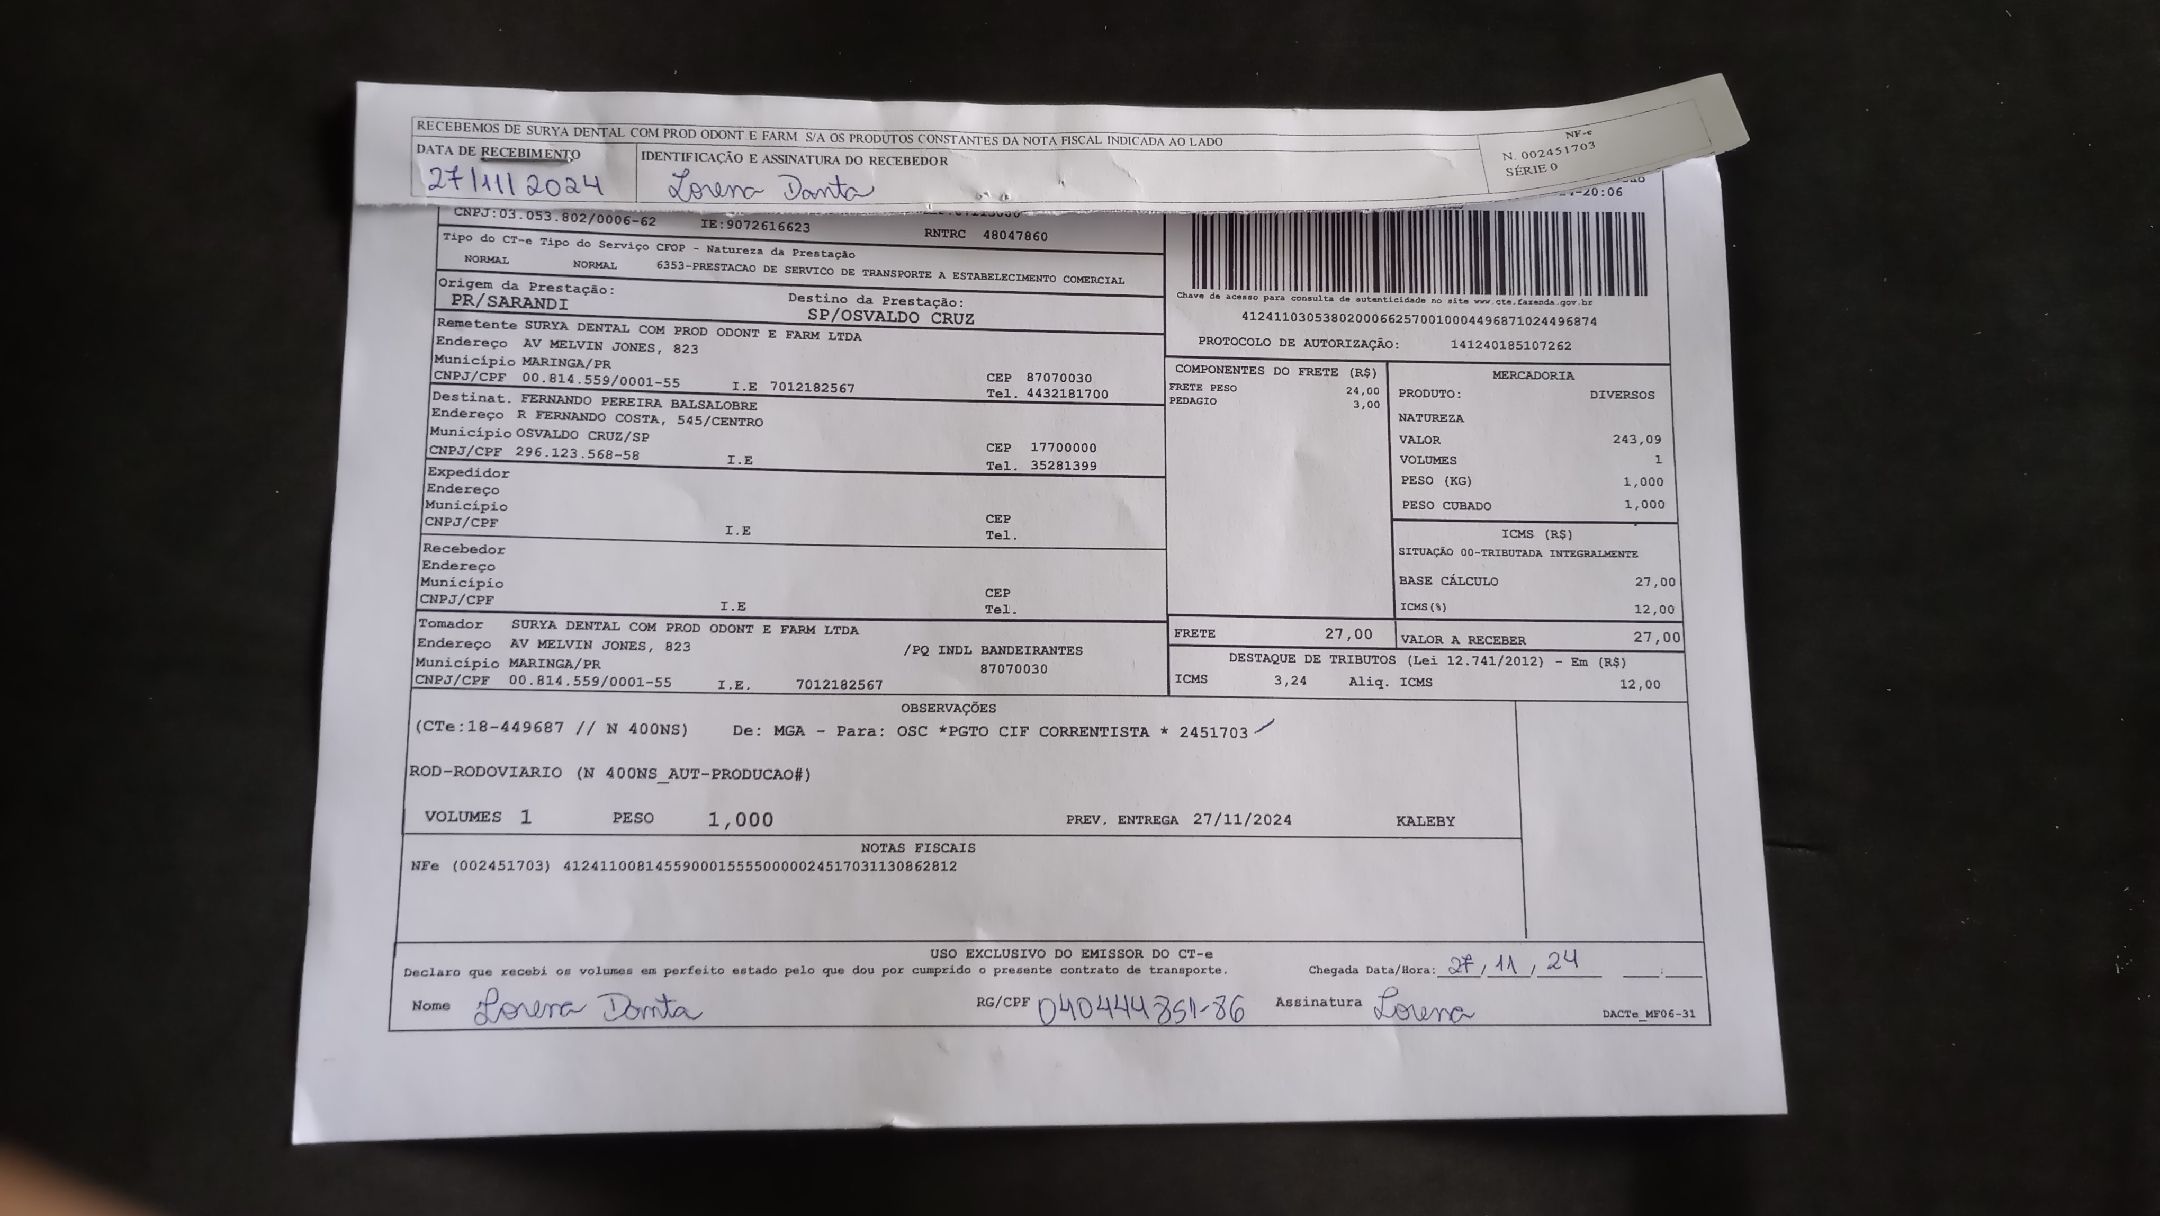 RECEBEMOS DE SURYA DENTAL COM PROD ODONT E FARM S/A OS PRODUTOS CONSTANTES DA NOTA FISCAL INDICADA AO LADO
NF-e
N. 002451703
SÉRIE 0
DATA DE RECEBIMENTO
27/11/2024
IDENTIFICAÇÃO E ASSINATURA DO RECEBEDOR
Lorena Danta
-20:06
CNPJ:03.053.802/0006-62 IE:9072616623 RNTRC 48047860
Tipo do CT-e Tipo do Serviço CFOP - Natureza da Prestação
NORMAL NORMAL 6353-PRESTACAO DE SERVICO DE TRANSPORTE A ESTABELECIMENTO COMERCIAL
Origem da Prestação: Destino da Prestação:
PR/SARANDI SP/OSVALDO CRUZ
Chave de acesso para consulta de autenticidade no site www.cte.fazenda.gov.br
41241103053802000662570010004496871024496874
PROTOCOLO DE AUTORIZAÇÃO: 141240185107262
Remetente SURYA DENTAL COM PROD ODONT E FARM LTDA
Endereço AV MELVIN JONES, 823
Município MARINGA/PR CEP 87070030
CNPJ/CPF 00.814.559/0001-55 I.E 7012182567 Tel. 4432181700
Destinat. FERNANDO PEREIRA BALSALOBRE
Endereço R FERNANDO COSTA, 545/CENTRO
Município OSVALDO CRUZ/SP CEP 17700000
CNPJ/CPF 296.123.568-58 I.E Tel. 35281399
Expedidor
Endereço
Município CEP
CNPJ/CPF I.E Tel.
Recebedor
Endereço
Município CEP
CNPJ/CPF I.E Tel.
Tomador SURYA DENTAL COM PROD ODONT E FARM LTDA
Endereço AV MELVIN JONES, 823 /PQ INDL BANDEIRANTES
Município MARINGA/PR 87070030
CNPJ/CPF 00.814.559/0001-55 I.E. 7012182567
COMPONENTES DO FRETE (R$)
FRETE PESO 24,00
PEDAGIO 3,00
MERCADORIA
PRODUTO: DIVERSOS
NATUREZA
VALOR 243,09
VOLUMES 1
PESO (KG) 1,000
PESO CUBADO 1,000
ICMS (R$)
SITUAÇÃO 00-TRIBUTADA INTEGRALMENTE
BASE CÁLCULO 27,00
ICMS(%) 12,00
FRETE 27,00 VALOR A RECEBER 27,00
DESTAQUE DE TRIBUTOS (Lei 12.741/2012) - Em (R$)
ICMS 3,24 Aliq. ICMS 12,00
OBSERVAÇÕES
(CTe:18-449687 // N 400NS) De: MGA - Para: OSC *PGTO CIF CORRENTISTA * 2451703
ROD-RODOVIARIO (N 400NS_AUT-PRODUCAO#)
VOLUMES 1 PESO 1,000 PREV. ENTREGA 27/11/2024 KALEBY
NOTAS FISCAIS
NFe (002451703) 41241100814559000155550000024517031130862812
USO EXCLUSIVO DO EMISSOR DO CT-e
Declaro que recebi os volumes em perfeito estado pelo que dou por cumprido o presente contrato de transporte. Chegada Data/Hora: 27/11/24 __:__
Nome Lorena Danta RG/CPF 040444851-86 Assinatura Lorena DACTe_MF06-31